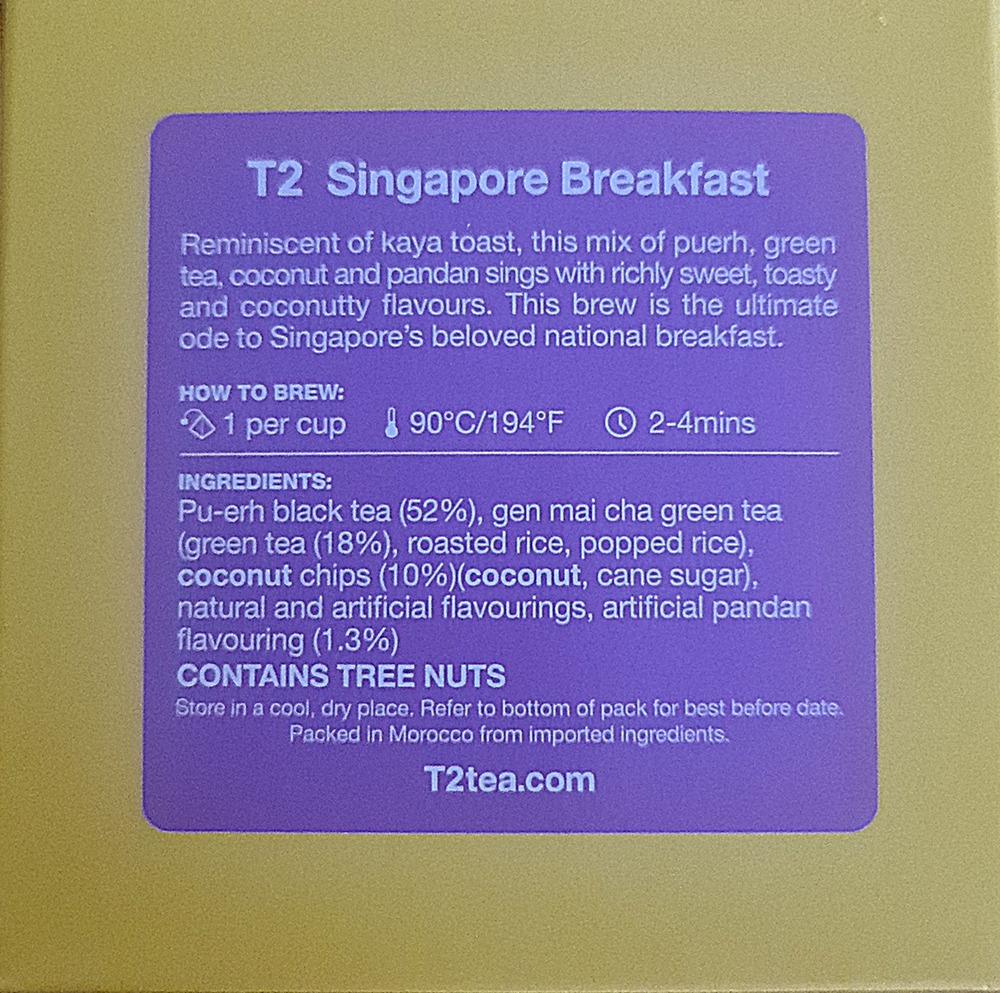 T2 Singapore Breakfast
Reminiscent of kaya toast, this mix of puerh, green
tea, coconut and pandan sings with richly sweet, toasty
and coconutty flavours. This brew is the ultimate
ode to Singapore's beloved national breakfast.
HOW TO BREW:
1 per cup 90°C/194°F 2-4mins
INGREDIENTS:
Pu-erh black tea (52%), gen mai cha green tea
(green tea (18%), roasted rice, popped rice),
coconut chips (10%)(coconut, cane sugar),
natural and artificial flavourings, artificial pandan
flavouring (1.3%)
CONTAINS TREE NUTS
Store in a cool, dry place. Refer to bottom of pack for best before date.
Packed in Morocco from imported ingredients.
T2tea.com